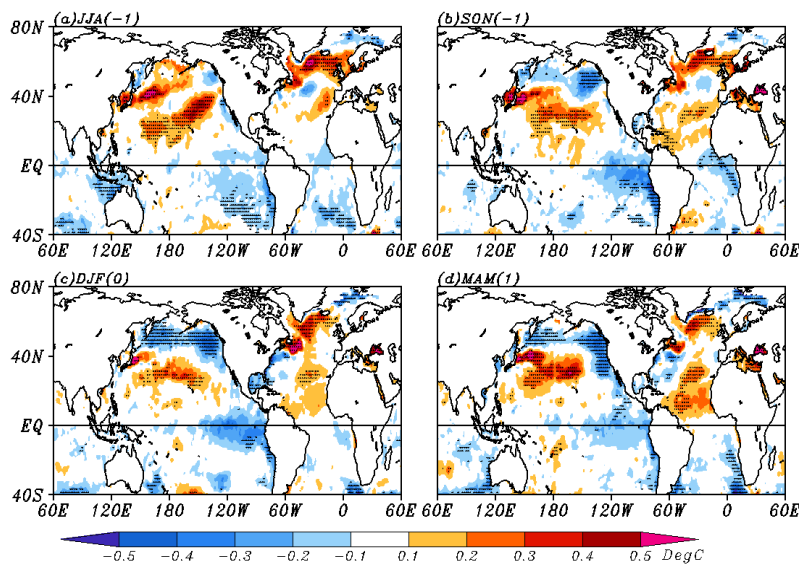 (a)JJA(-1)
(b)SON(-1)
80N
40N
EQ
40S
60E 120E 180 120W 60W 0 60E
60E 120E 180 120W 60W 0 60E
(c)DJF(0)
(d)MAM(1)
80N
40N
EQ
40S
60E 120E 180 120W 60W 0 60E
60E 120E 180 120W 60W 0 60E
-0.5 -0.4 -0.3 -0.2 -0.1 0.1 0.2 0.3 0.4 0.5 DegC